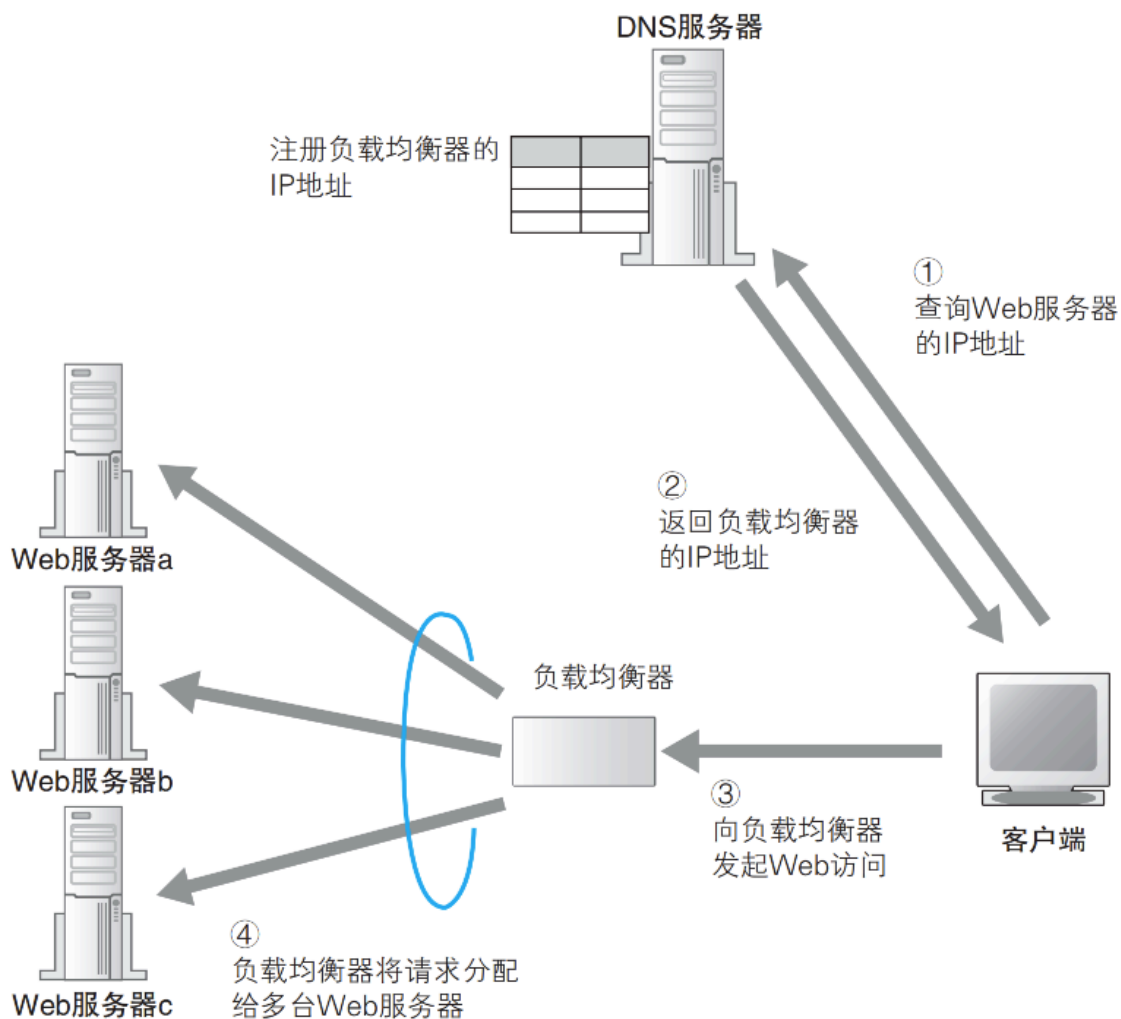 DNS服务器
注册负载均衡器的
IP地址
①
查询Web服务器
的IP地址
②
返回负载均衡器
的IP地址
Web服务器a
负载均衡器
Web服务器b
③
向负载均衡器
发起Web访问
客户端
④
负载均衡器将请求分配
给多台Web服务器
Web服务器c